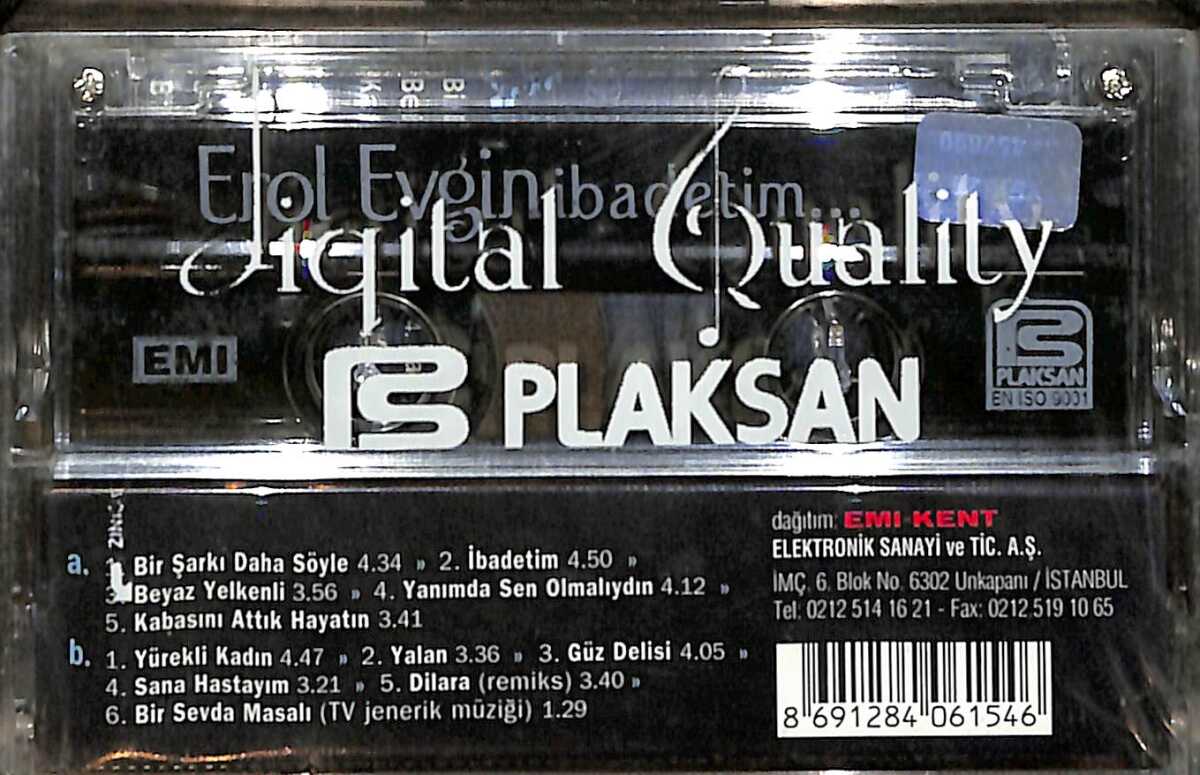 Erol Evgin ibadetim...
Digital Quality
EMI
PLAKSAN
PLAKSAN
EN ISO 9001
dağıtım: EMI-KENT
ELEKTRONİK SANAYİ ve TİC. A.Ş.
İMÇ. 6. Blok No. 6302 Unkapanı / İSTANBUL
Tel: 0212 514 16 21 - Fax: 0212 519 10 65
a. 1. Bir Şarkı Daha Söyle 4.34 » 2. İbadetim 4.50 »
3. Beyaz Yelkenli 3.56 » 4. Yanımda Sen Olmalıydın 4.12 »
5. Kabasını Attık Hayatın 3.41
b. 1. Yürekli Kadın 4.47 » 2. Yalan 3.36 » 3. Güz Delisi 4.05 »
4. Sana Hastayım 3.21 » 5. Dilara (remiks) 3.40 »
6. Bir Sevda Masalı (TV jenerik müziği) 1.29
8 691284 061546